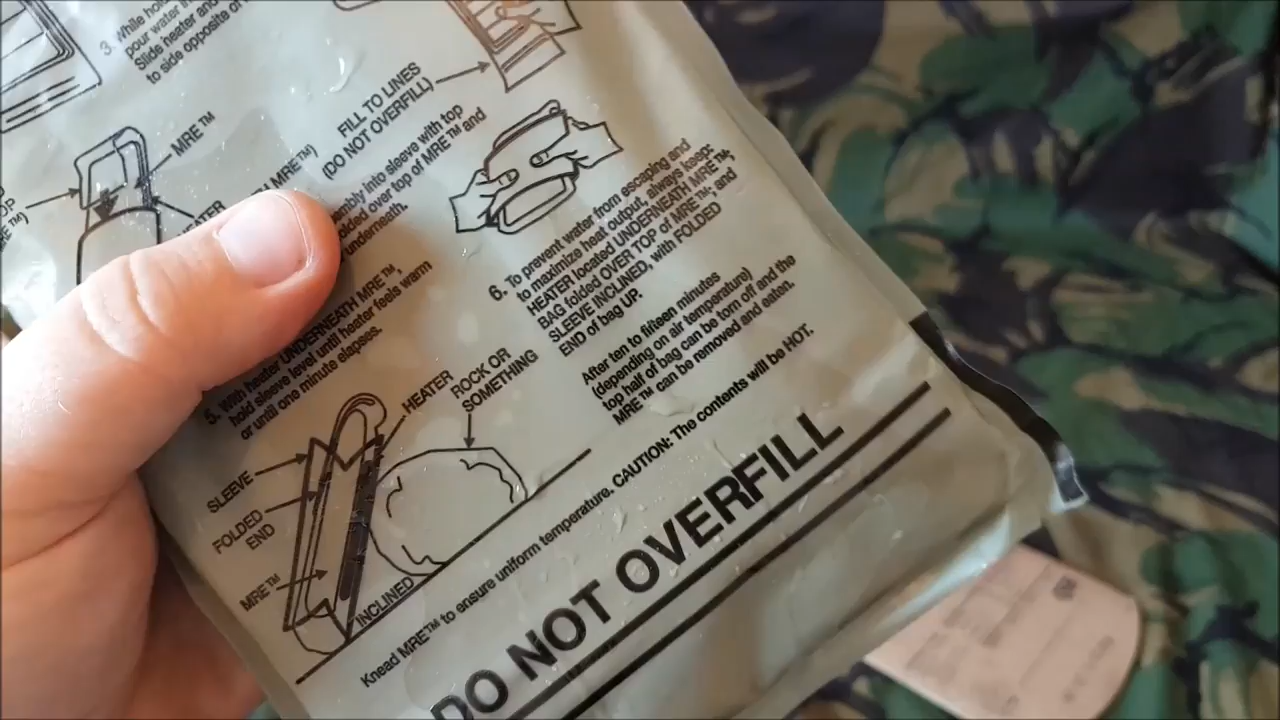 3. While hol
pour water in
Slide heater and
to side opposite of
MRE™
FILL TO LINES
(DO NOT OVERFILL)
OP
MRE™)
embly into sleeve with top
olded over top of MRE™ and
underneath.
5. With heater UNDERNEATH MRE™,
hold sleeve level until heater feels warm
or until one minute elapses.
6. To prevent water from escaping and
to maximize heat output, always keep:
HEATER located UNDERNEATH MRE™,
BAG folded OVER TOP of MRE™, and
SLEEVE INCLINED, with FOLDED
END of bag UP.
After ten to fifteen minutes
(depending on air temperature)
top half of bag can be torn off and the
MRE™ can be removed and eaten.
SLEEVE
FOLDED
END
MRE™
HEATER
ROCK OR
SOMETHING
INCLINED
Knead MRE™ to ensure uniform temperature. CAUTION: The contents will be HOT.
DO NOT OVERFILL